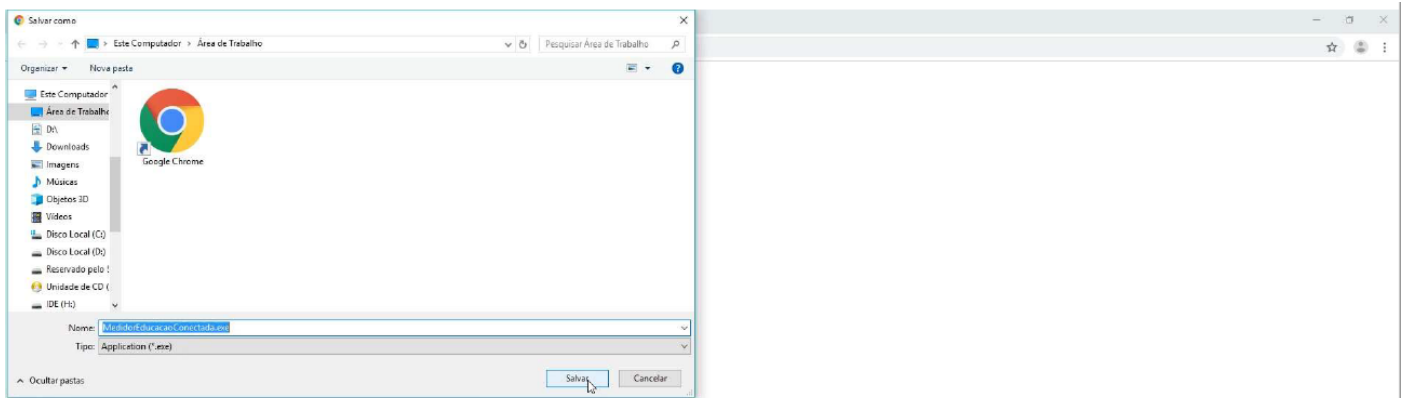 Salvar como
Este Computador > Área de Trabalho
Pesquisar Área de Trabalho
Organizar Nova pasta
Este Computador
Área de Trabalho
D:\
Downloads
Imagens
Músicas
Objetos 3D
Vídeos
Disco Local (C:)
Disco Local (D:)
Reservado pelo S
Unidade de CD (
IDE (H:)
Google Chrome
Nome: MedidorEducacaoConectada.exe
Tipo: Application (*.exe)
Ocultar pastas
Salvar Cancelar